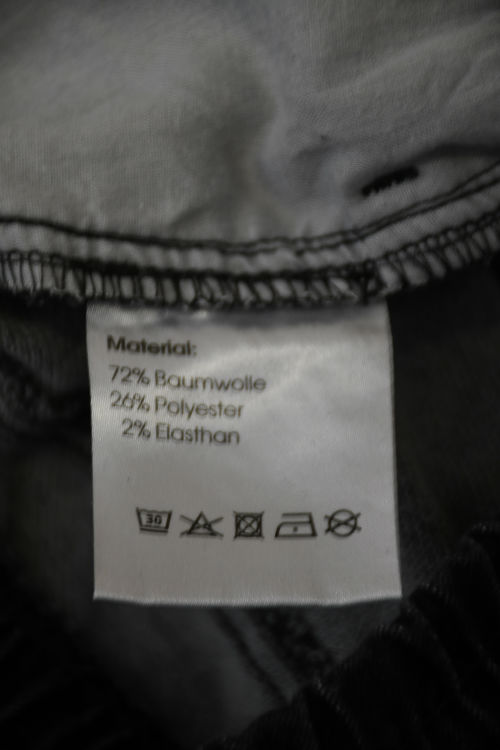 Material:
72% Baumwolle
26% Polyester
2% Elasthan
30